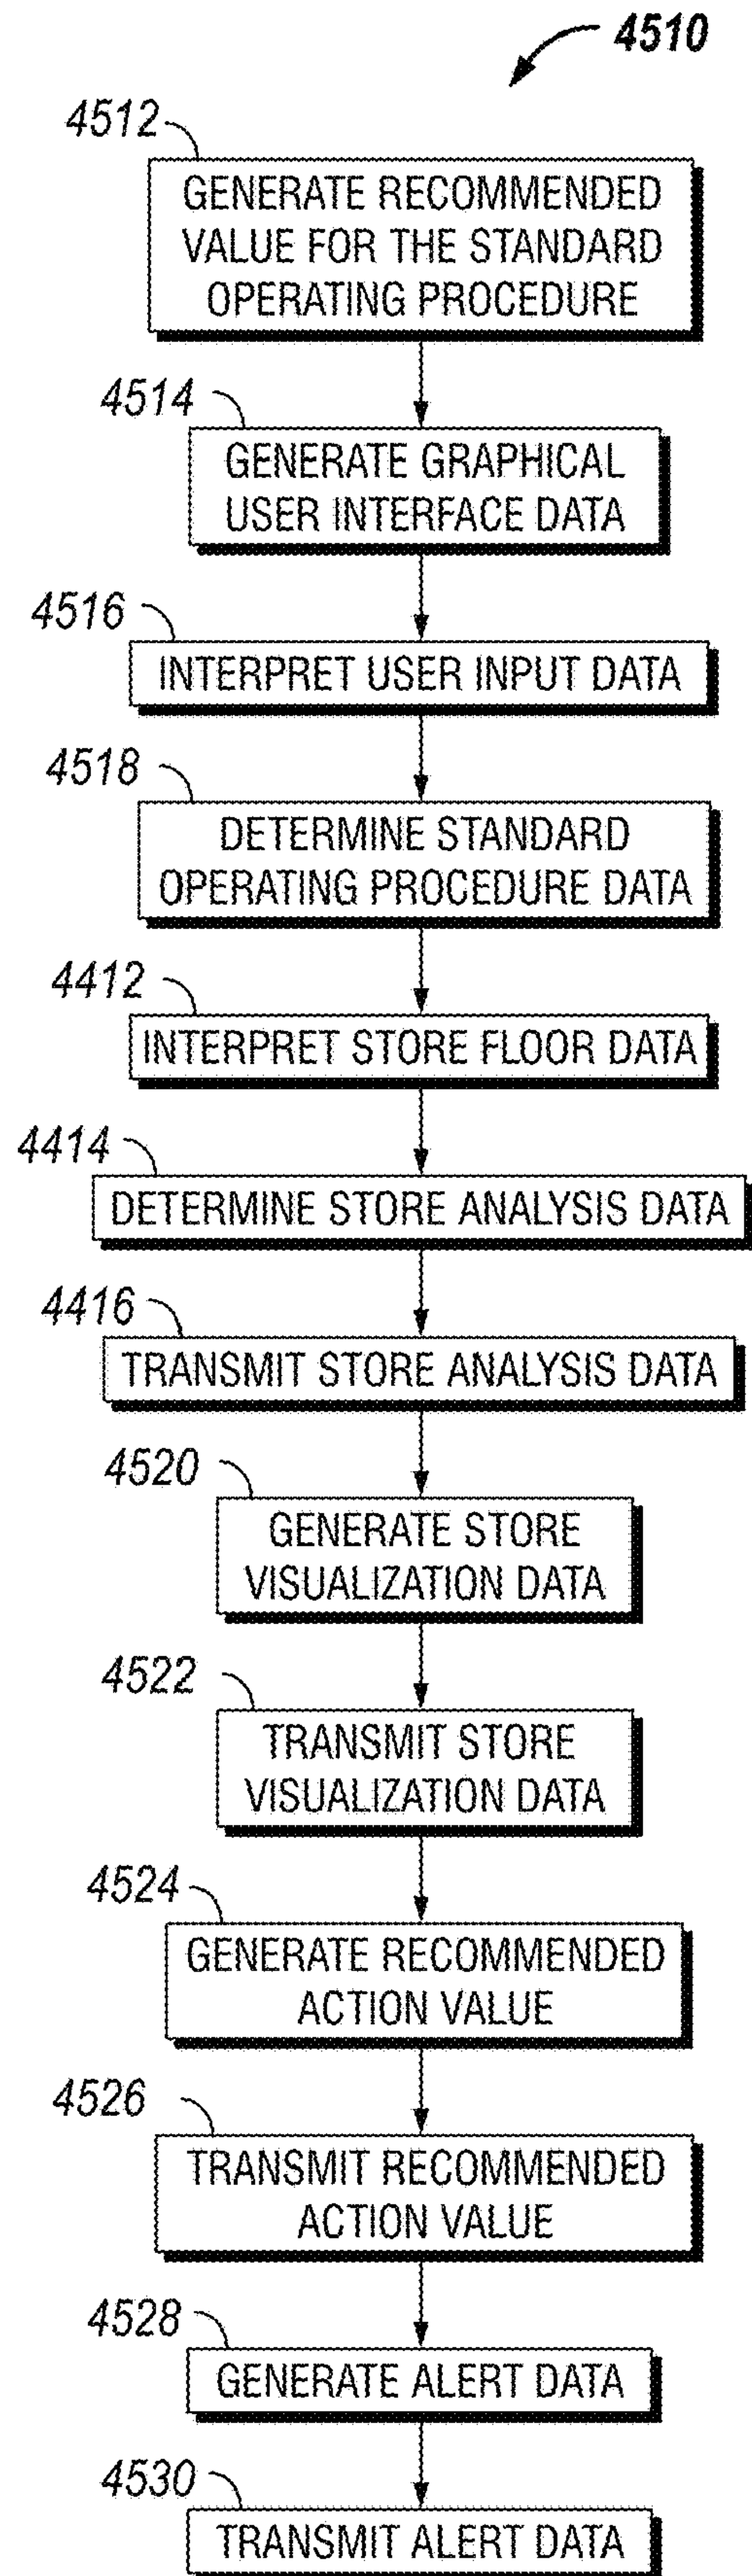 4510
4512
GENERATE RECOMMENDED
VALUE FOR THE STANDARD
OPERATING PROCEDURE
4514
GENERATE GRAPHICAL
USER INTERFACE DATA
4516
INTERPRET USER INPUT DATA
4518
DETERMINE STANDARD
OPERATING PROCEDURE DATA
4412
INTERPRET STORE FLOOR DATA
4414
DETERMINE STORE ANALYSIS DATA
4416
TRANSMIT STORE ANALYSIS DATA
4520
GENERATE STORE
VISUALIZATION DATA
4522
TRANSMIT STORE
VISUALIZATION DATA
4524
GENERATE RECOMMENDED
ACTION VALUE
4526
TRANSMIT RECOMMENDED
ACTION VALUE
4528
GENERATE ALERT DATA
4530
TRANSMIT ALERT DATA